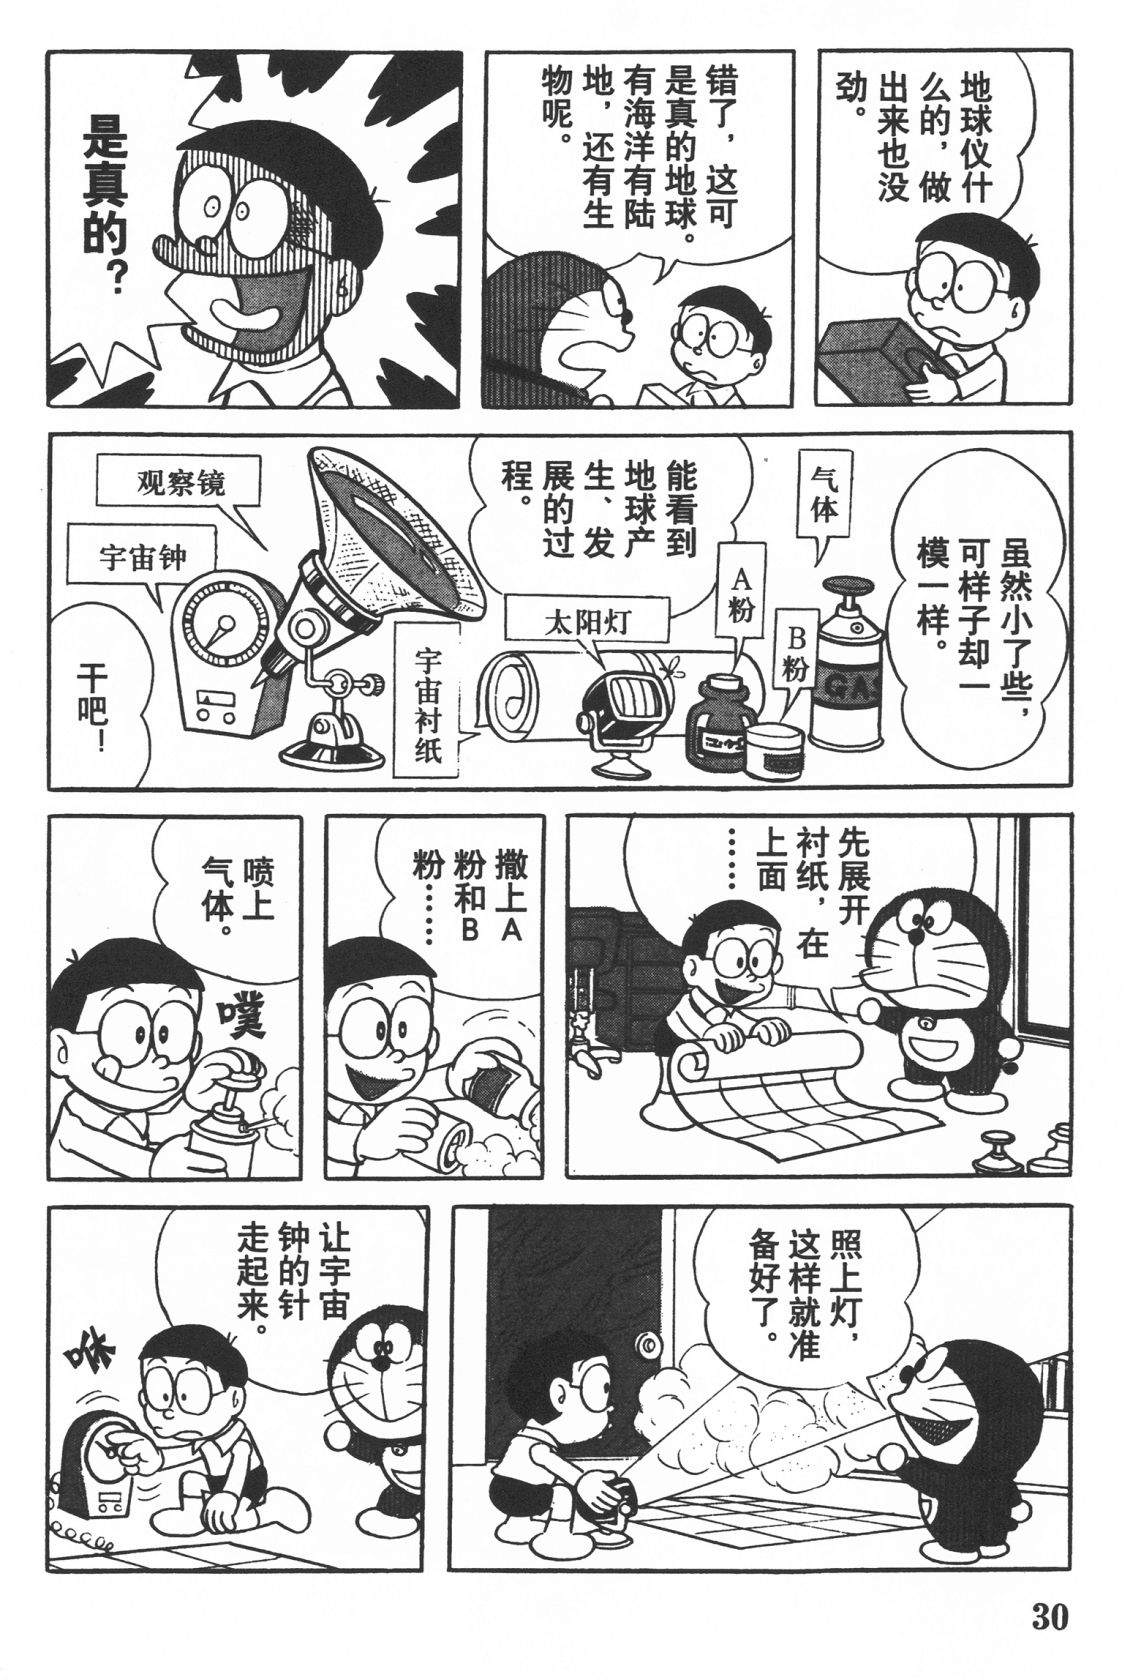 地球仪什
么的，做
出来也没
劲。
错了，这可
是真的地球。
有海洋有陆
地，还有生
物呢。
是真的？
虽然小了些，
可样子却一
模一样。
气体
GAS
B粉
A粉
能看到
地球产
生、发
展的过
程。
太阳灯
宇宙衬纸
观察镜
宇宙钟
干吧！
先展开
衬纸，在
上面
……
撒上A
粉和B
粉……
喷上
气体。
噗
照上灯，
这样就准
备好了。
让宇宙
钟的针
走起来。
咻
30